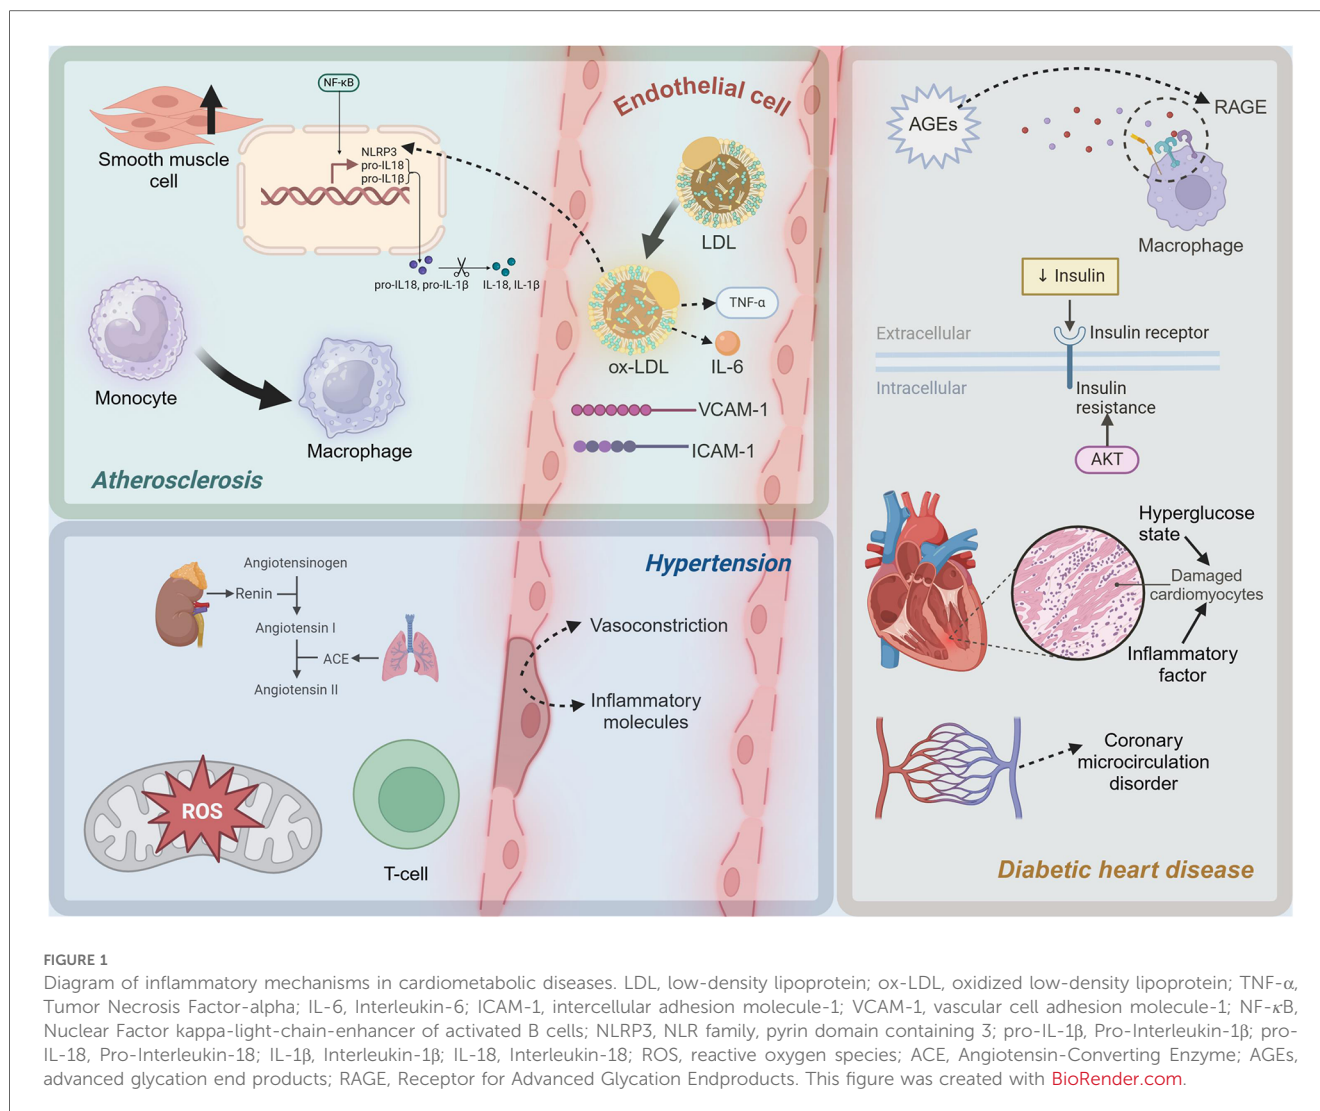 Endothelial cell
NF-κB
Smooth muscle
cell
NLRP3
pro-IL18
pro-IL1β
pro-IL18, pro-IL-1β
IL-18, IL-1β
LDL
ox-LDL
TNF-α
IL-6
VCAM-1
ICAM-1
Monocyte
Macrophage
Atherosclerosis
Hypertension
Angiotensinogen
Renin
Angiotensin I
ACE
Angiotensin II
Vasoconstriction
Inflammatory
molecules
ROS
T-cell
AGEs
RAGE
Macrophage
↓ Insulin
Extracellular
Insulin receptor
Intracellular
Insulin
resistance
AKT
Hyperglucose
state
Damaged
cardiomyocytes
Inflammatory
factor
Coronary
microcirculation
disorder
Diabetic heart disease
FIGURE 1
Diagram of inflammatory mechanisms in cardiometabolic diseases. LDL, low-density lipoprotein; ox-LDL, oxidized low-density lipoprotein; TNF-α,
Tumor Necrosis Factor-alpha; IL-6, Interleukin-6; ICAM-1, intercellular adhesion molecule-1; VCAM-1, vascular cell adhesion molecule-1; NF-κB,
Nuclear Factor kappa-light-chain-enhancer of activated B cells; NLRP3, NLR family, pyrin domain containing 3; pro-IL-1β, Pro-Interleukin-1β; pro-
IL-18, Pro-Interleukin-18; IL-1β, Interleukin-1β; IL-18, Interleukin-18; ROS, reactive oxygen species; ACE, Angiotensin-Converting Enzyme; AGEs,
advanced glycation end products; RAGE, Receptor for Advanced Glycation Endproducts. This figure was created with BioRender.com.